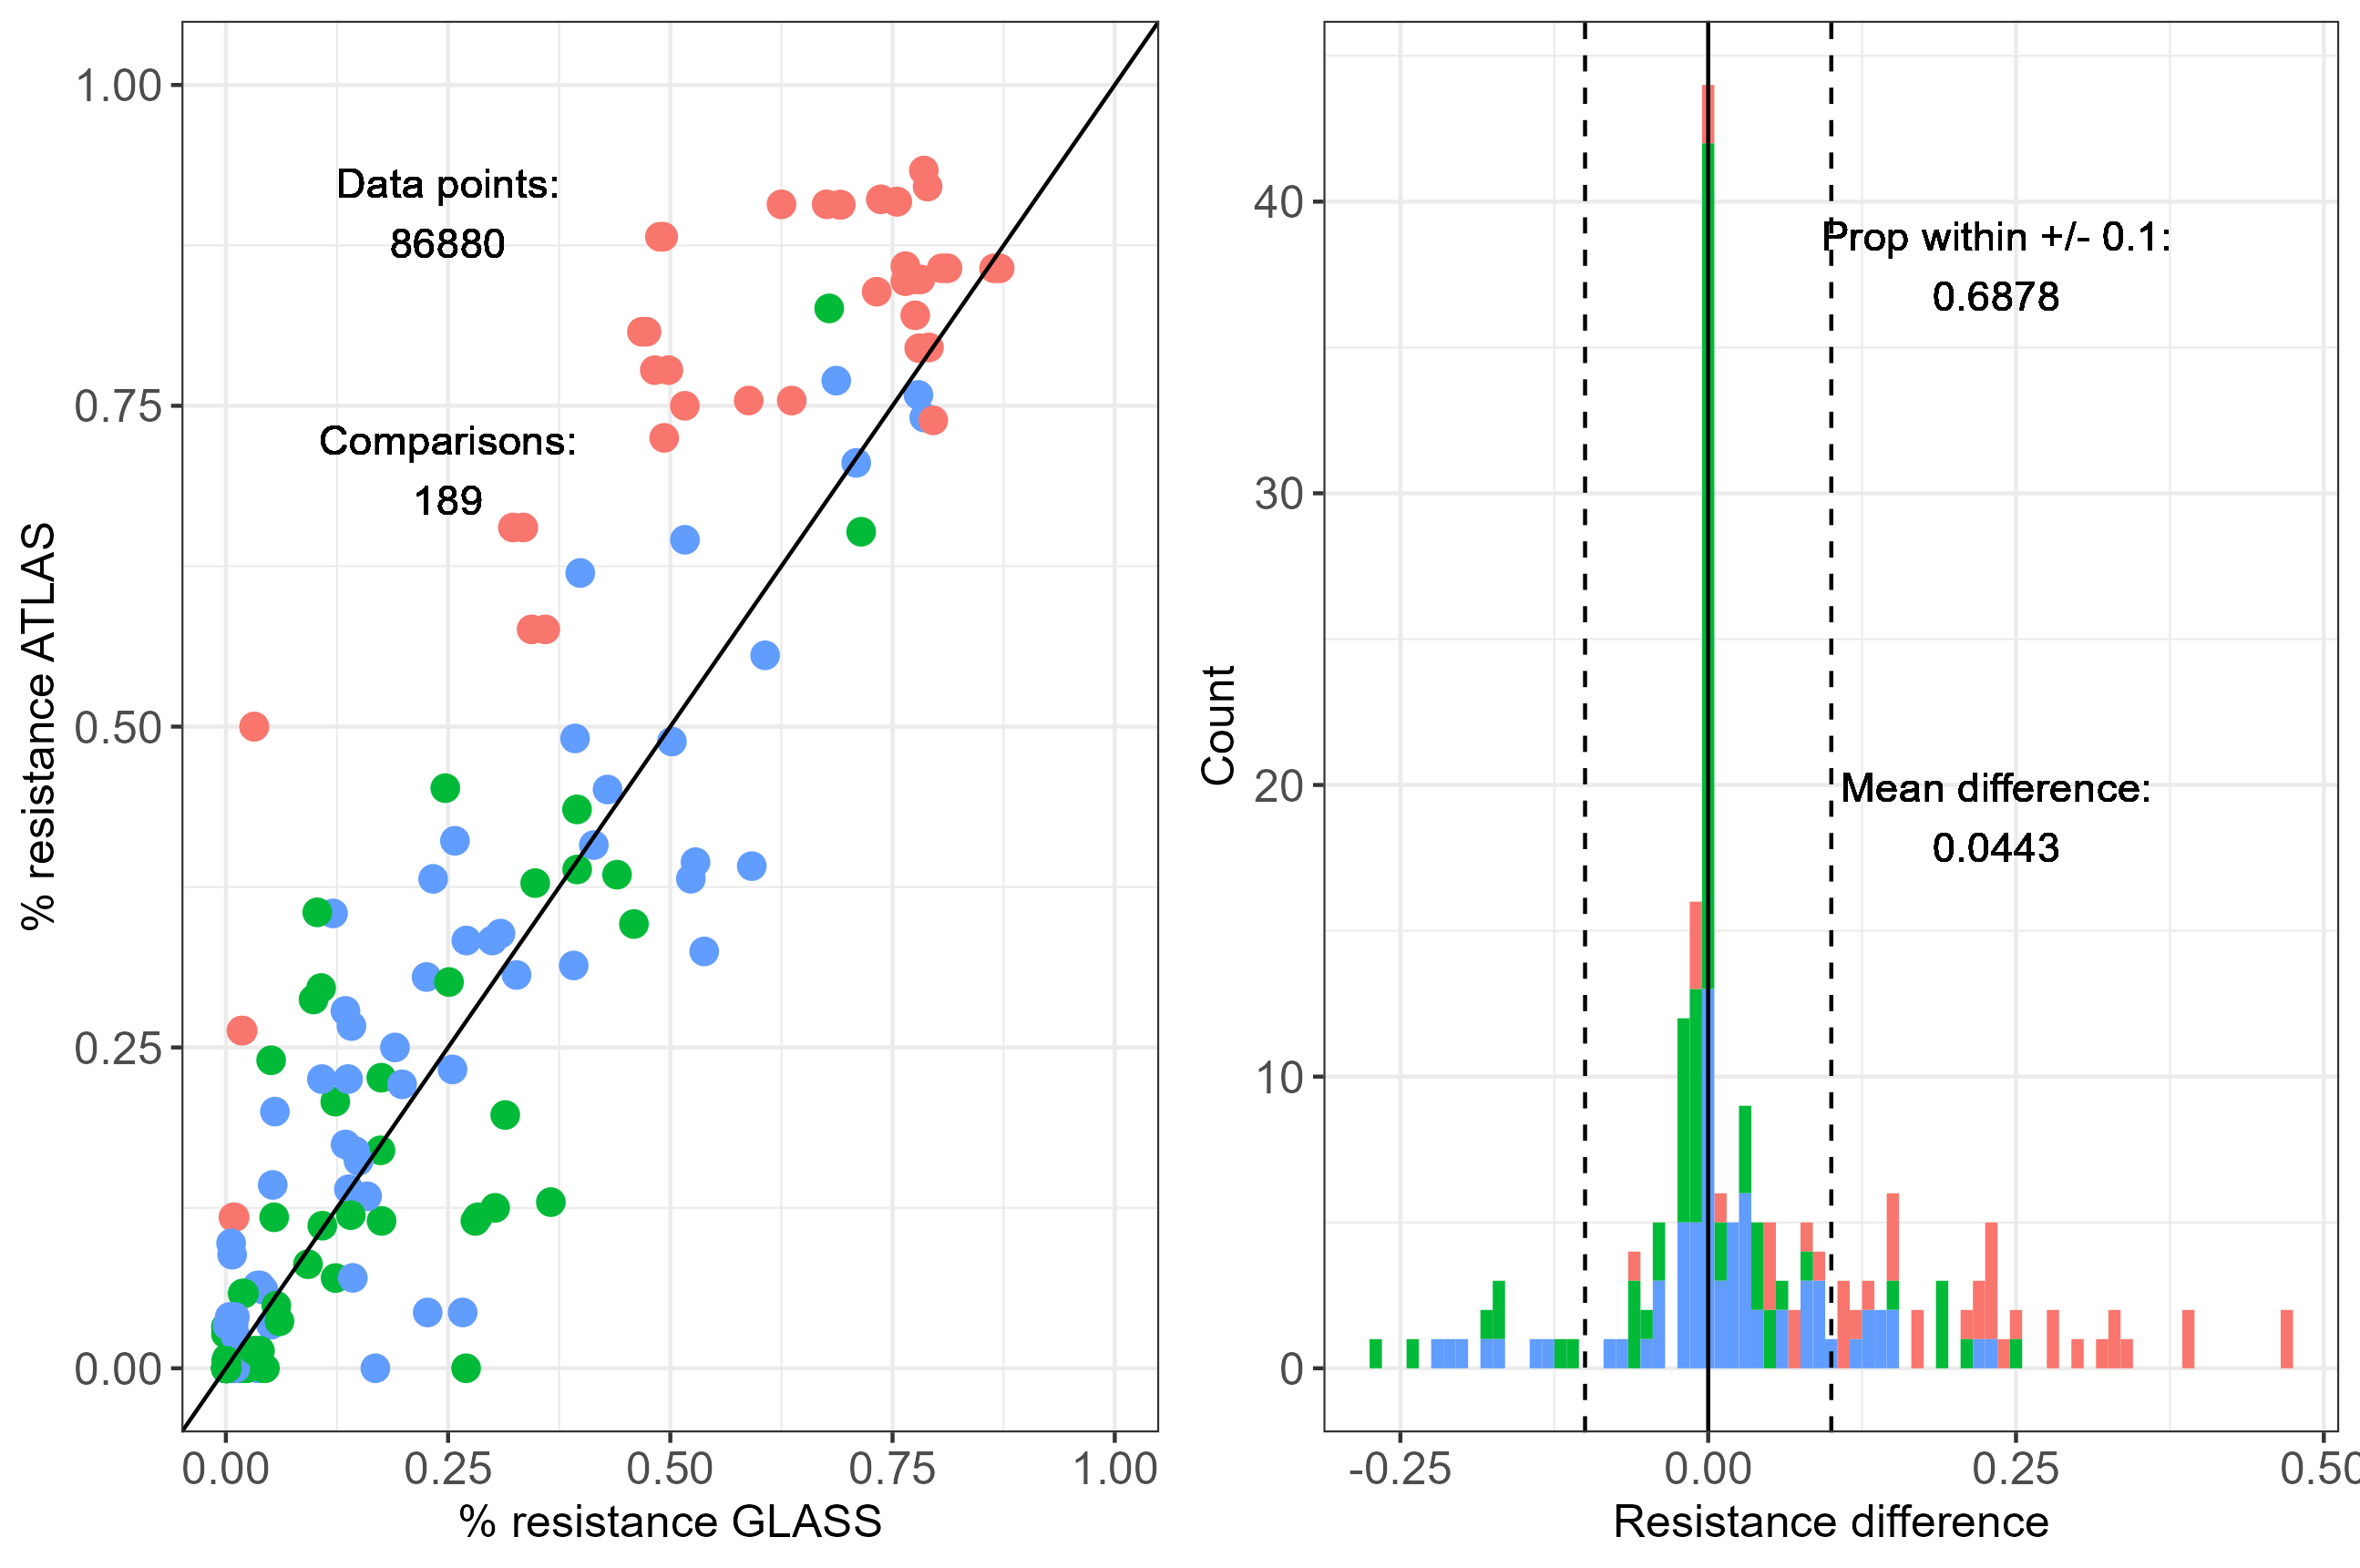 1.00
0.75
0.50
0.25
0.00
% resistance ATLAS
Data points:
86880
Comparisons:
189
0.00 0.25 0.50 0.75 1.00
% resistance GLASS
40
30
20
10
0
Count
Prop within +/- 0.1:
0.6878
Mean difference:
0.0443
-0.25 0.00 0.25 0.50
Resistance difference